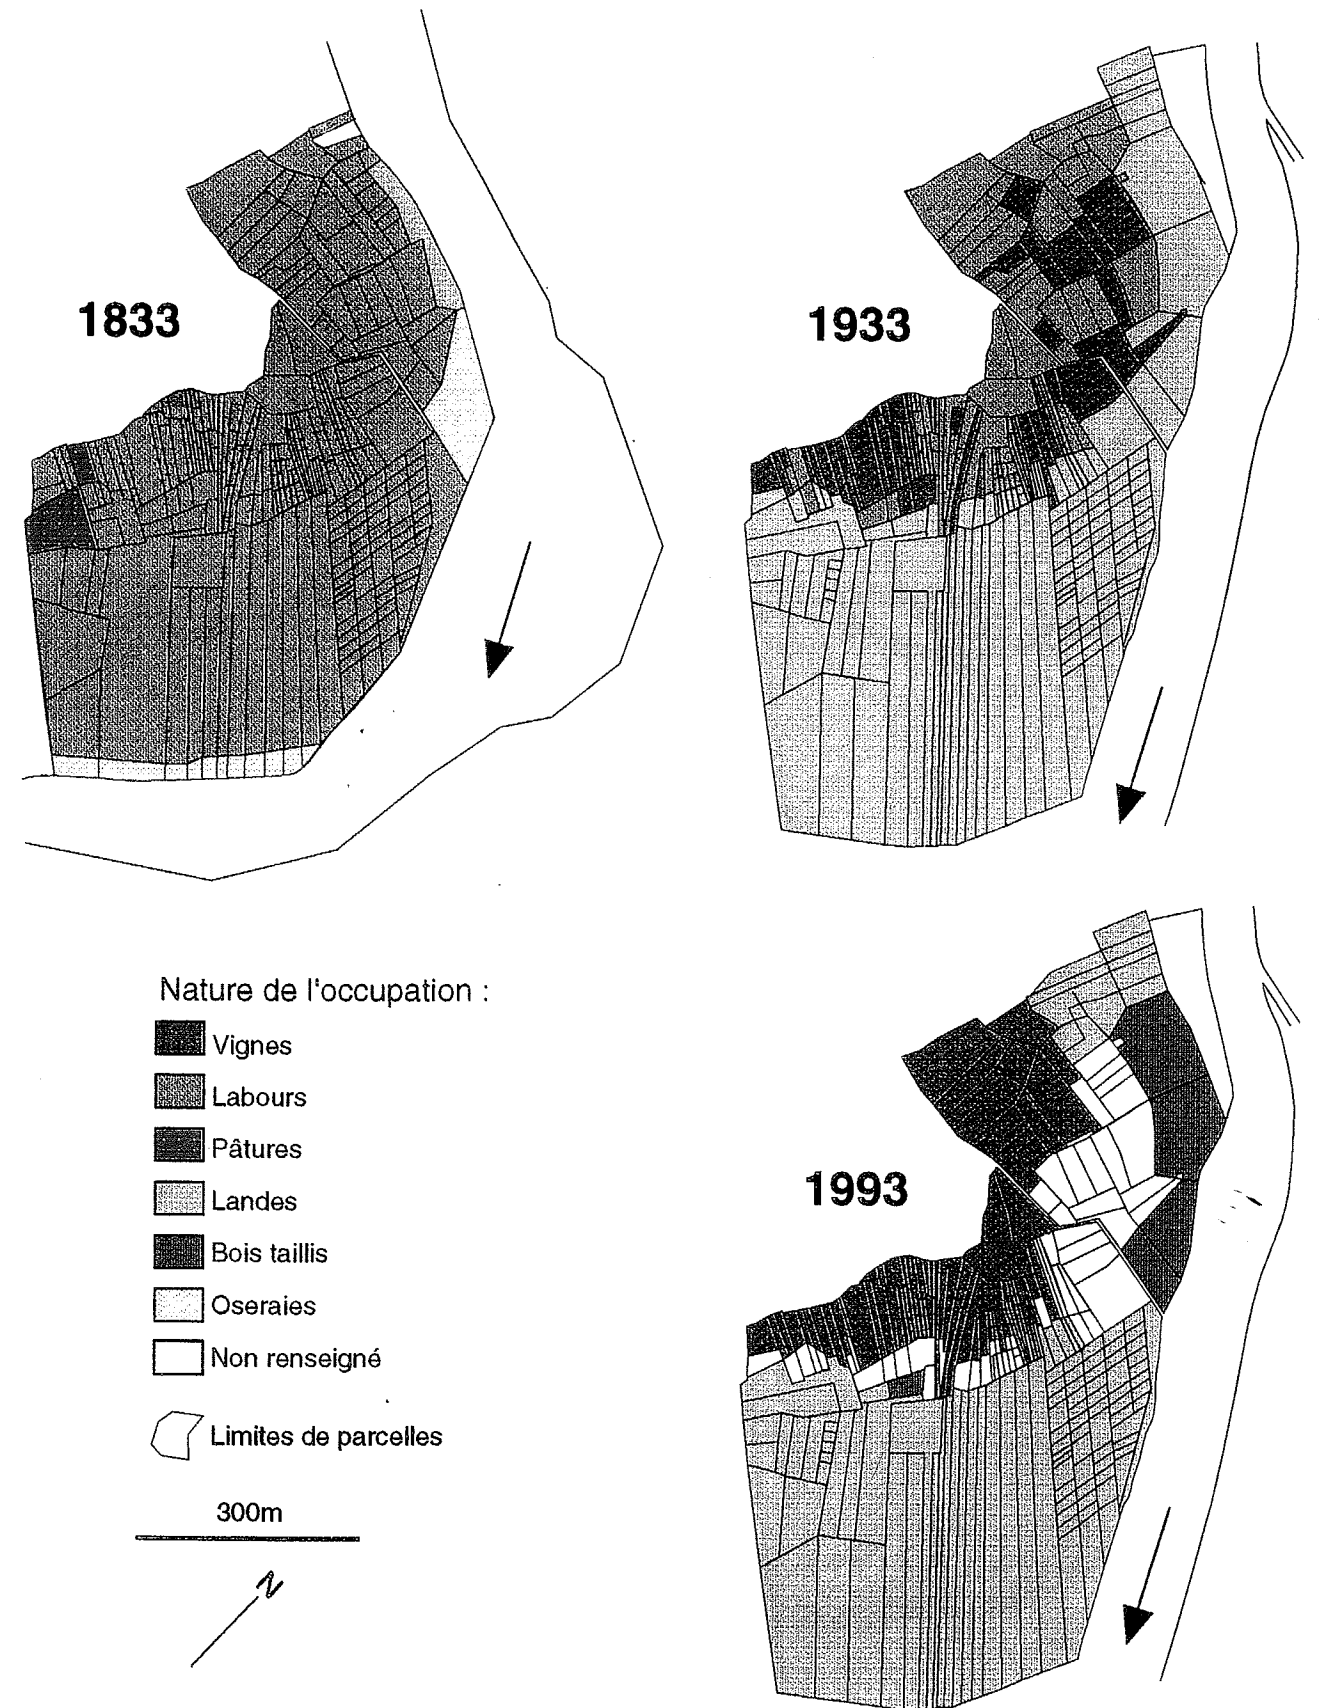 1833
1933
Nature de l'occupation :
Vignes
Labours
Pâtures
Landes
Bois taillis
Oseraies
Non renseigné
Limites de parcelles
300m
N
1993